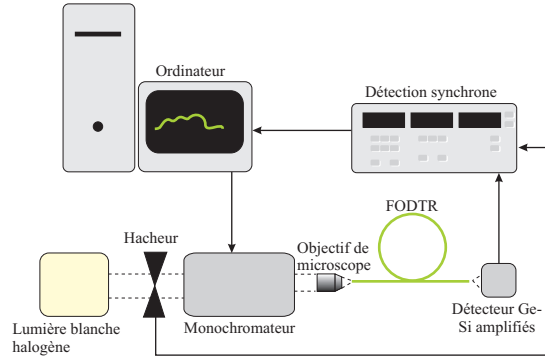 Ordinateur
Détection synchrone
FODTR
Hacheur
Objectif de
microscope
Lumière blanche
halogène
Monochromateur
Détecteur Ge-
Si amplifiés